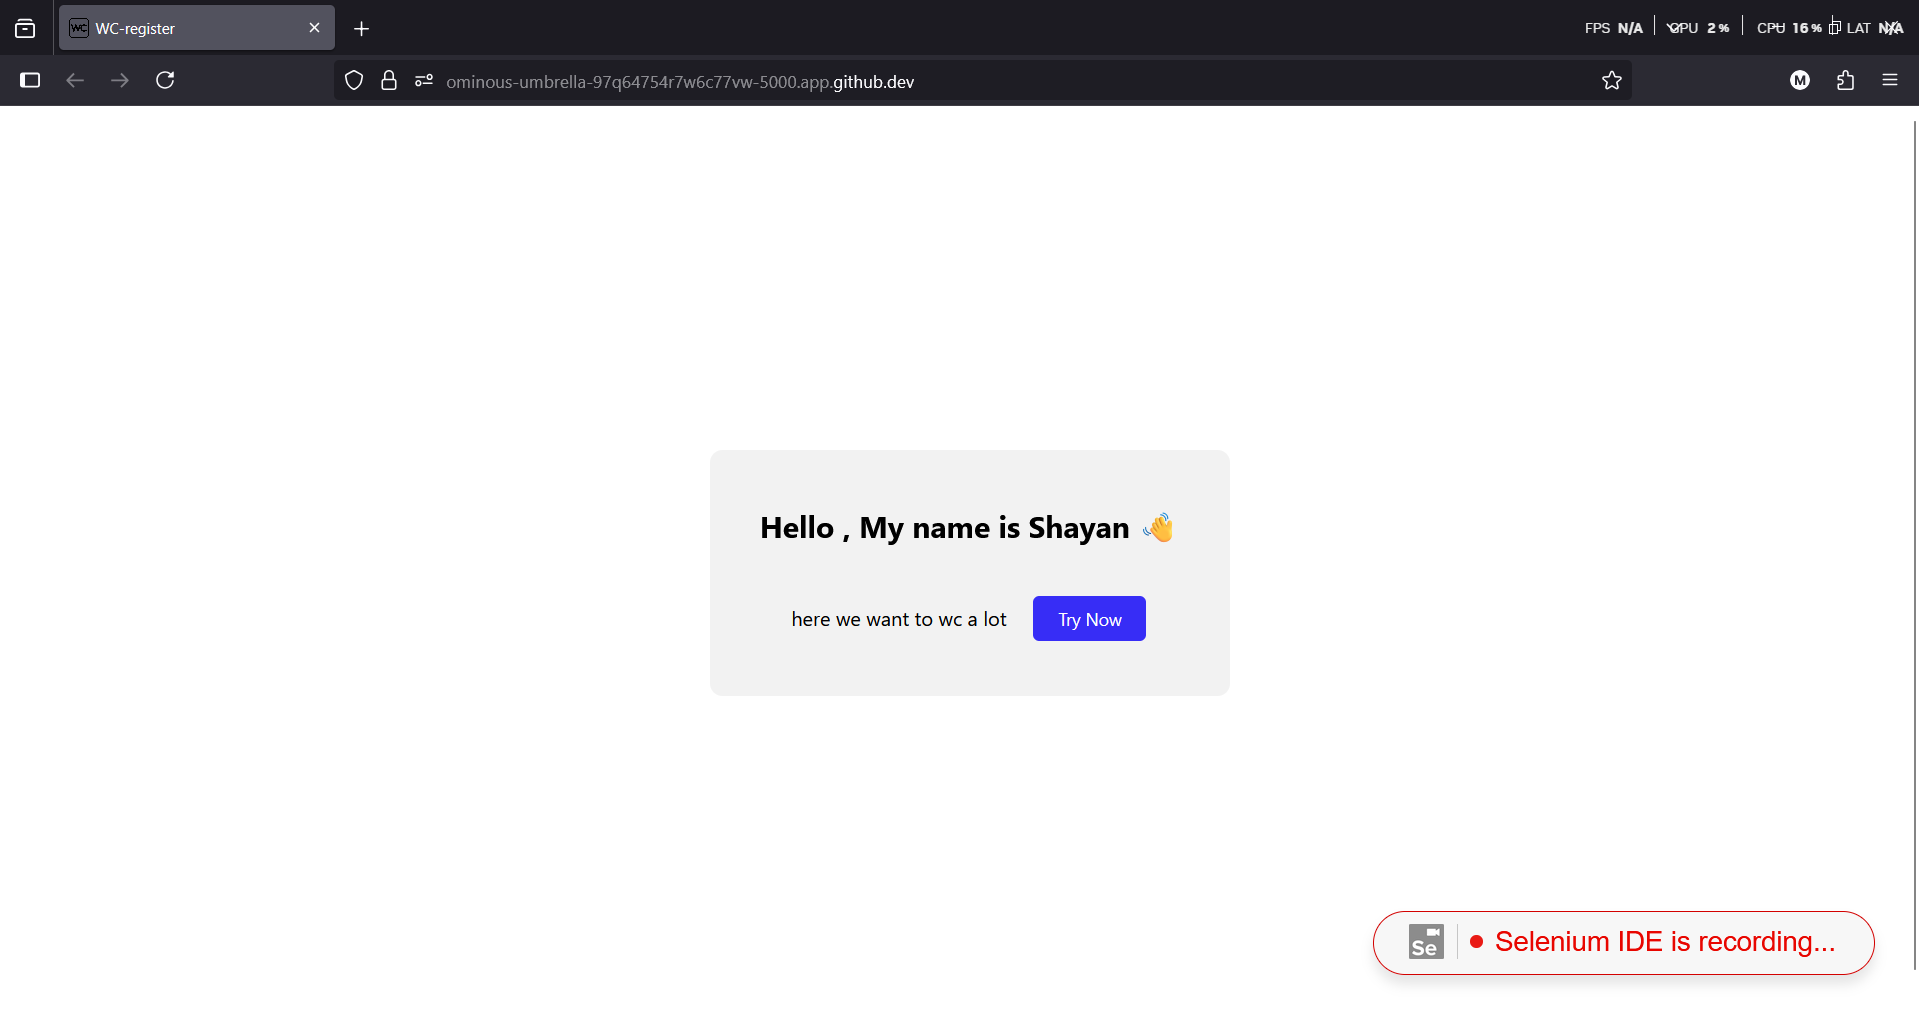 WC-register
FPS N/A GPU 2 % CPU 16 % LAT N/A
ominous-umbrella-97q64754r7w6c77vw-5000.app.github.dev
M
Hello , My name is Shayan 👋
here we want to wc a lot
Try Now
Se
Selenium IDE is recording...